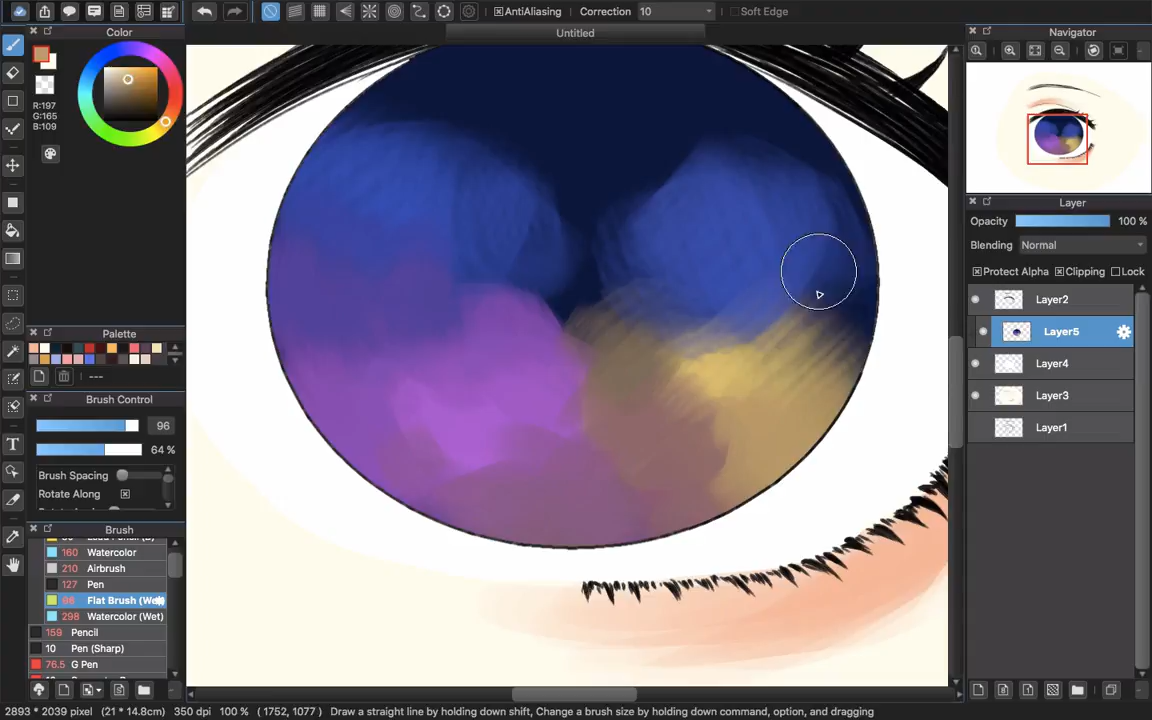 AntiAliasing Correction 10 Soft Edge
Untitled
Color
R:197
G:165
B:109
Palette
---
Brush Control
96
64 %
Brush Spacing
Rotate Along
Brush
160 Watercolor
210 Airbrush
127 Pen
96 Flat Brush (We
298 Watercolor (Wet)
159 Pencil
10 Pen (Sharp)
76.5 G Pen
Navigator
Layer
Opacity 100 %
Blending Normal
Protect Alpha Clipping Lock
Layer2
Layer5
Layer4
Layer3
Layer1
2893 * 2039 pixel (21 * 14.8cm) 350 dpi 100 % ( 1752, 1077 ) Draw a straight line by holding down shift, Change a brush size by holding down command, option, and dragging